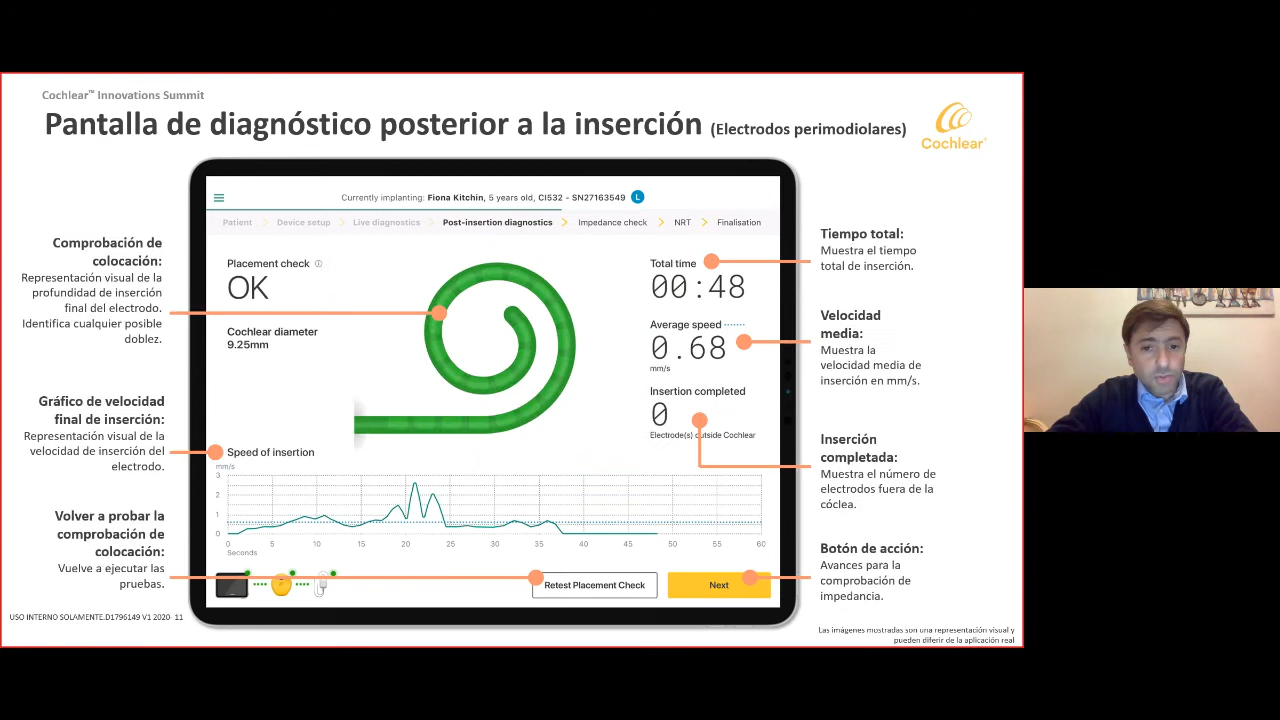 Cochlear™ Innovations Summit
Pantalla de diagnóstico posterior a la inserción (Electrodos perimodiolares)
Cochlear®
Currently implanting: Fiona Kitchin, 5 years old, CI532 - SN27163549 L
Patient Device setup Live diagnostics Post-insertion diagnostics Impedance check NRT Finalisation
Comprobación de
colocación:
Representación visual de la
profundidad de inserción
final del electrodo.
Identifica cualquier posible
doblez.
Gráfico de velocidad
final de inserción:
Representación visual de la
velocidad de inserción del
electrodo.
Volver a probar la
comprobación de
colocación:
Vuelve a ejecutar las
pruebas.
Placement check
OK
Cochlear diameter
9.25mm
Total time
00:48
Average speed
0.68
mm/s
Insertion completed
0
Electrode(s) outside Cochlear
Speed of insertion
mm/s
3
2
1
0
0 5 10 15 20 25 30 35 40 45 50 55 60
Seconds
Retest Placement Check
Next
Tiempo total:
Muestra el tiempo
total de inserción.
Velocidad
media:
Muestra la
velocidad media de
inserción en mm/s.
Inserción
completada:
Muestra el número de
electrodos fuera de la
cóclea.
Botón de acción:
Avances para la
comprobación de
impedancia.
USO INTERNO SOLAMENTE.D1796149 V1 2020- 11
Las imágenes mostradas son una representación visual y
pueden diferir de la aplicación real